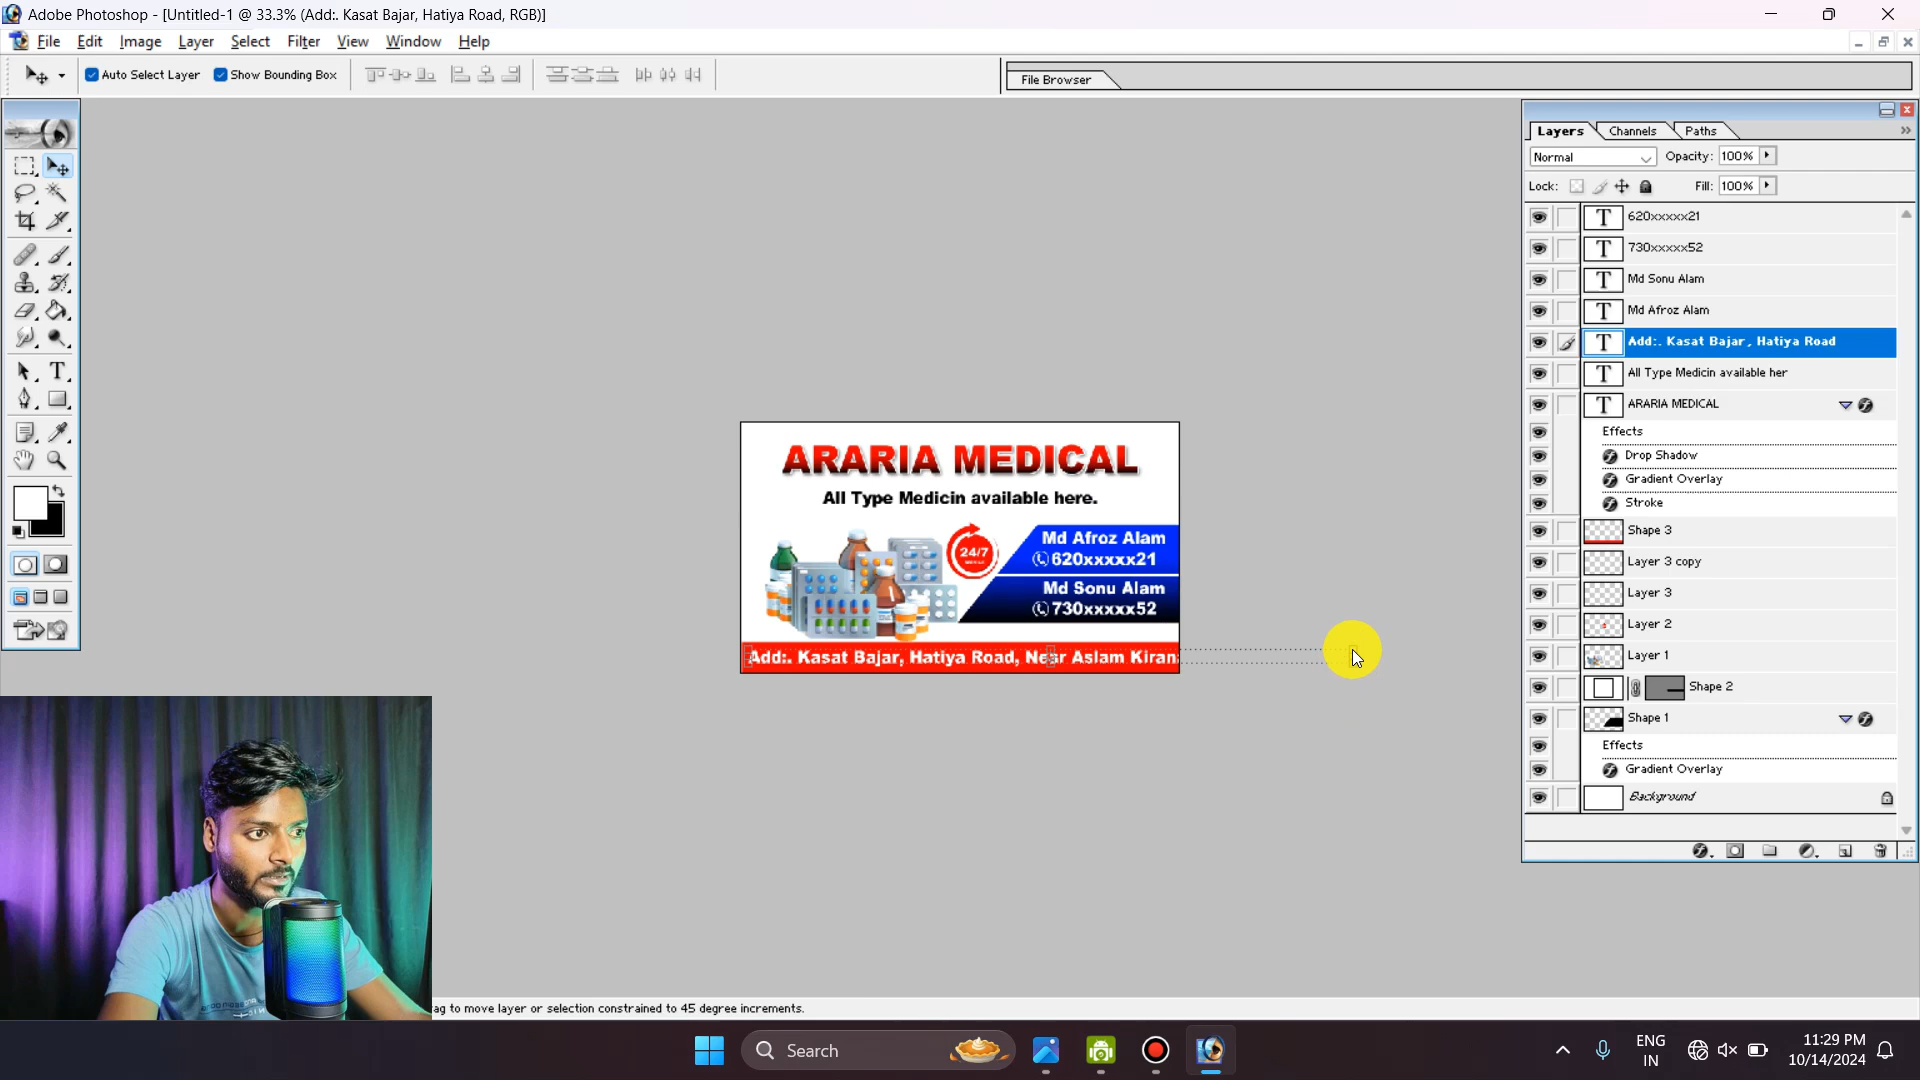 Adobe Photoshop - [Untitled-1 @ 33.3% (Add:. Kasat Bajar, Hatiya Road, RGB)]
File Edit Image Layer Select Filter View Window Help
Auto Select Layer Show Bounding Box
File Browser
Layers Channels Paths
Normal Opacity: 100%
Lock: Fill: 100%
620xxxxx21
730xxxxx52
Md Sonu Alam
Md Afroz Alam
Add:. Kasat Bajar, Hatiya Road
All Type Medicin available her
ARARIA MEDICAL
Effects
Drop Shadow
Gradient Overlay
Stroke
Shape 3
Layer 3 copy
Layer 3
Layer 2
Layer 1
Shape 2
Shape 1
Effects
Gradient Overlay
Background
ARARIA MEDICAL
All Type Medicin available here.
24/7
Md Afroz Alam
620xxxxx21
Md Sonu Alam
730xxxxx52
Add:. Kasat Bajar, Hatiya Road, Near Aslam Kiran
ag to move layer or selection constrained to 45 degree increments.
Search
ENG
IN
11:29 PM
10/14/2024